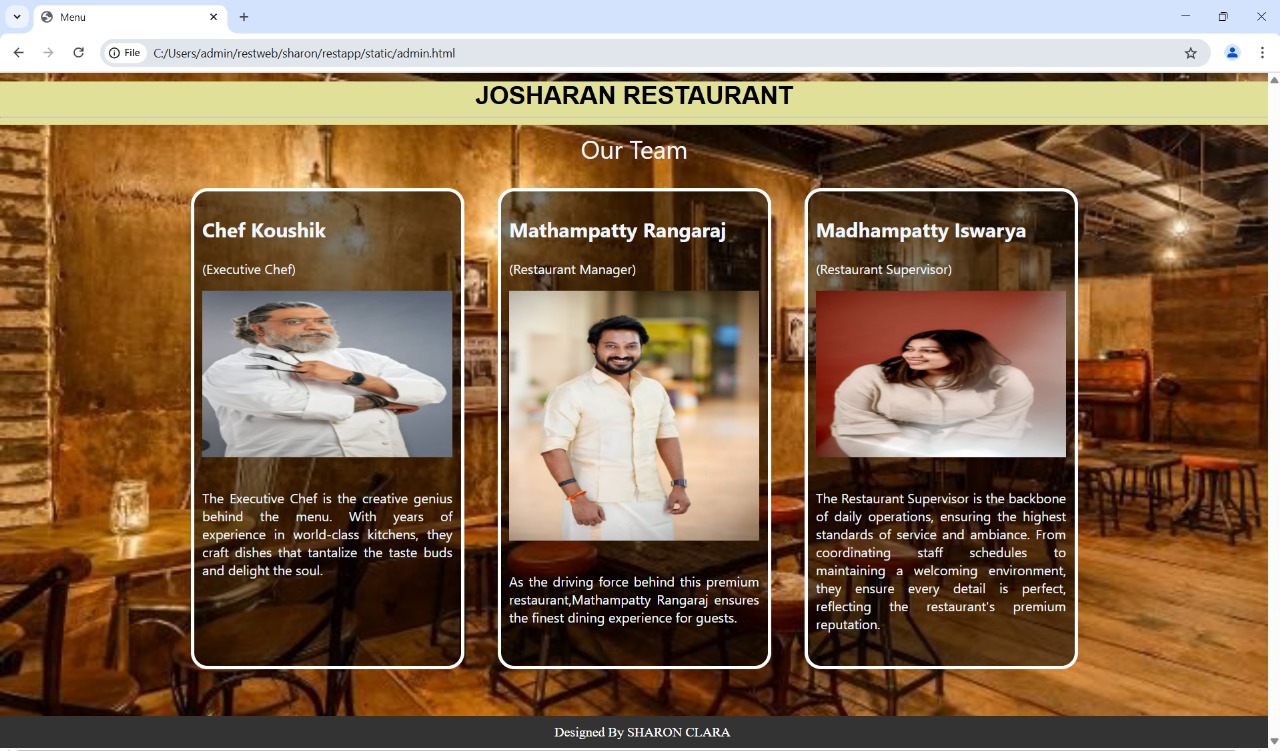 Menu
File
C:/Users/admin/restweb/sharon/restapp/static/admin.html
JOSHARAN RESTAURANT
Our Team
Chef Koushik
(Executive Chef)
The Executive Chef is the creative genius
behind the menu. With years of
experience in world-class kitchens, they
craft dishes that tantalize the taste buds
and delight the soul.
Mathampatty Rangaraj
(Restaurant Manager)
As the driving force behind this premium
restaurant,Mathampatty Rangaraj ensures
the finest dining experience for guests.
Madhampatty Iswarya
(Restaurant Supervisor)
The Restaurant Supervisor is the backbone
of daily operations, ensuring the highest
standards of service and ambiance. From
coordinating staff schedules to
maintaining a welcoming environment,
they ensure every detail is perfect,
reflecting the restaurant's premium
reputation.
Designed By SHARON CLARA